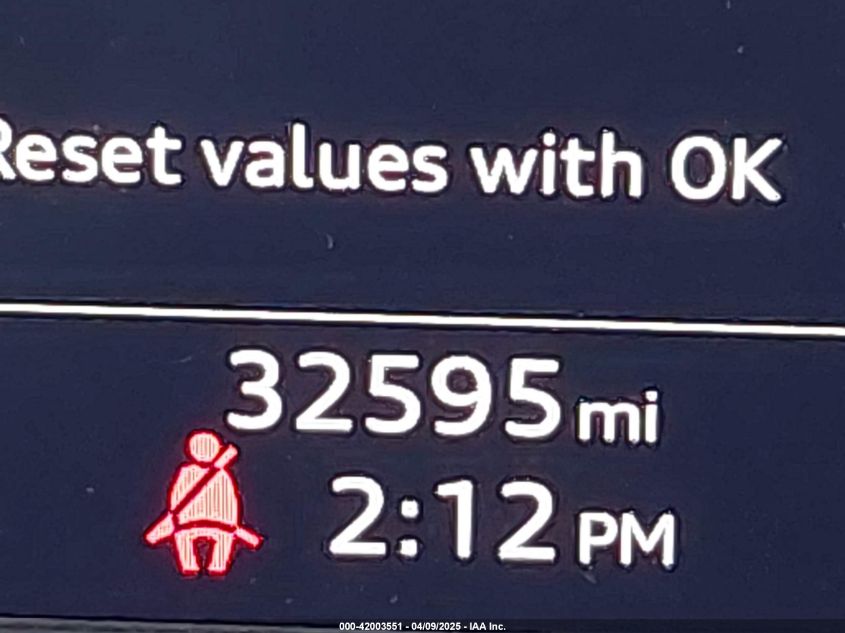 Reset values with OK
32595 mi
2:12 PM
000-42003551 - 04/09/2025 - IAA Inc.